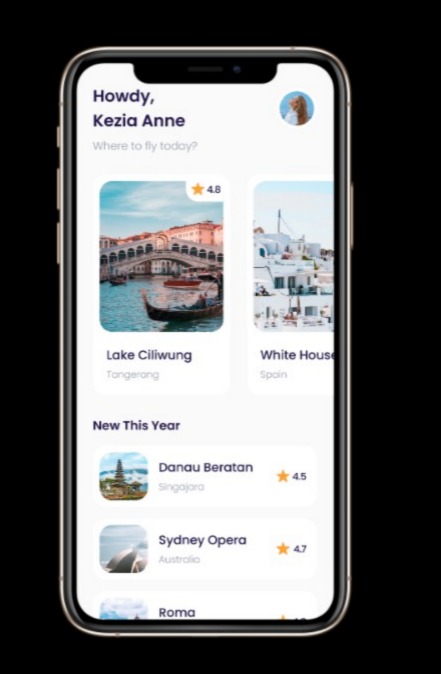 Howdy,
Kezia Anne
Where to fly today?
4.8
Lake Ciliwung
Tangerang
White House
Spain
New This Year
Danau Beratan
Singajara
4.5
Sydney Opera
Australia
4.7
Roma